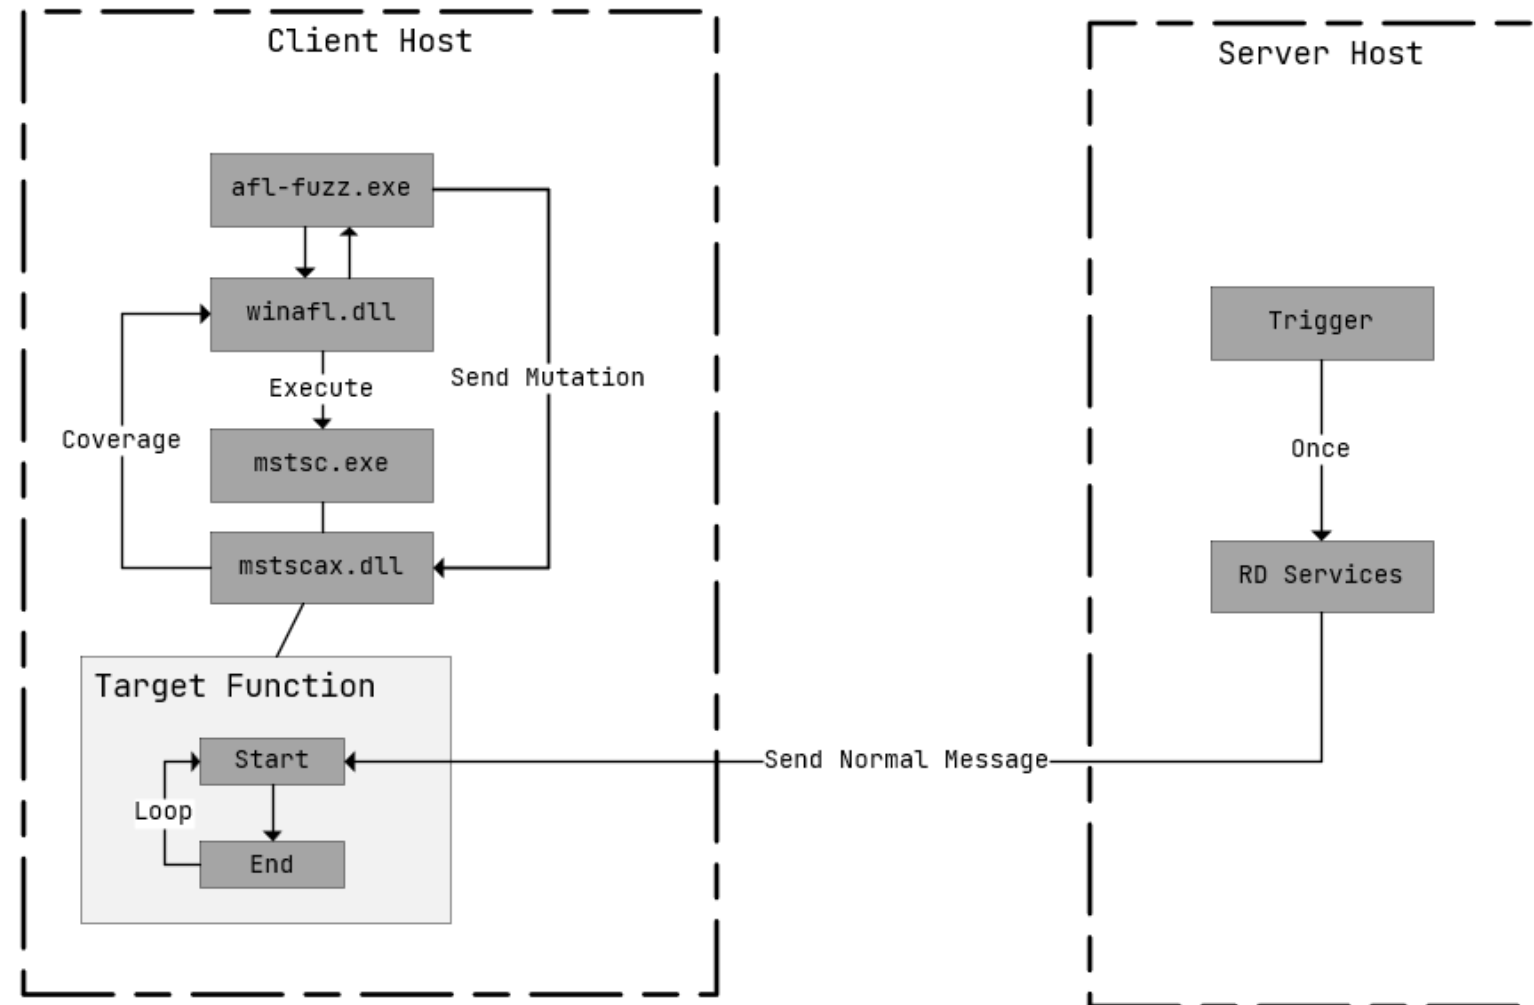 Client Host
Server Host
afl-fuzz.exe
winafl.dll
Trigger
Execute
Send Mutation
Coverage
Once
mstsc.exe
mstscax.dll
RD Services
Target Function
Start
Send Normal Message
Loop
End